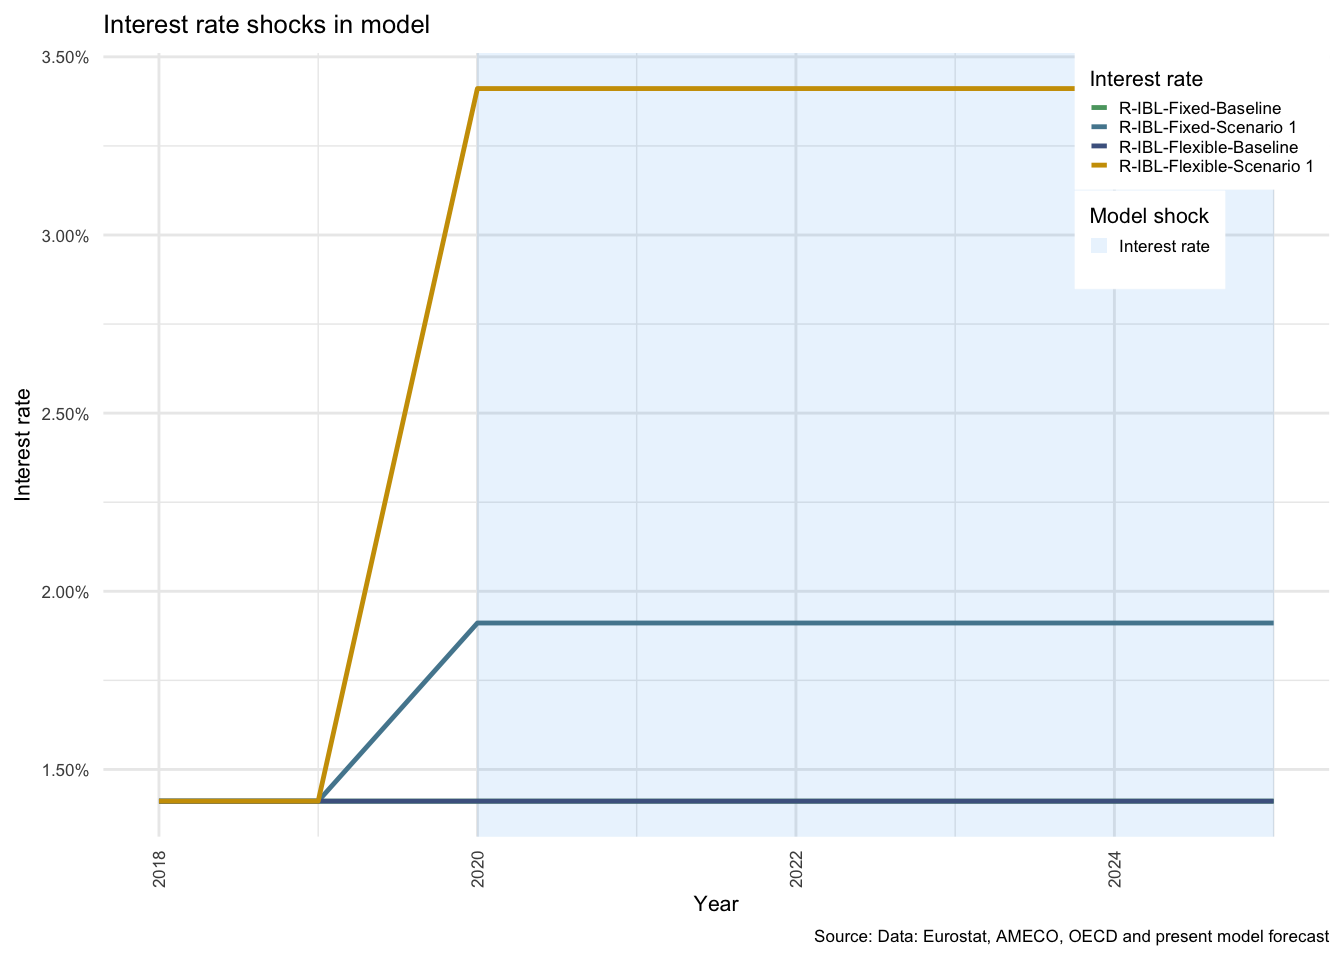 Interest rate shocks in model
3.50%
3.00%
2.50%
2.00%
1.50%
Interest rate
Interest rate
R-IBL-Fixed-Baseline
R-IBL-Fixed-Scenario 1
R-IBL-Flexible-Baseline
R-IBL-Flexible-Scenario 1
Model shock
Interest rate
2018
2020
2022
2024
Year
Source: Data: Eurostat, AMECO, OECD and present model forecast